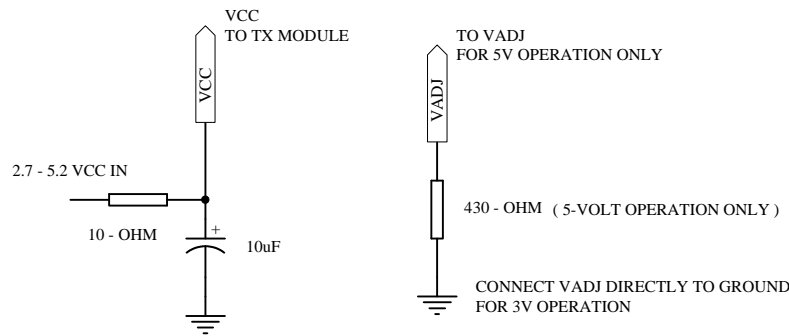 VCC
TO TX MODULE
VCC
2.7 - 5.2 VCC IN
10 - OHM
+
10uF
TO VADJ
FOR 5V OPERATION ONLY
VADJ
430 - OHM ( 5-VOLT OPERATION ONLY )
CONNECT VADJ DIRECTLY TO GROUND
FOR 3V OPERATION